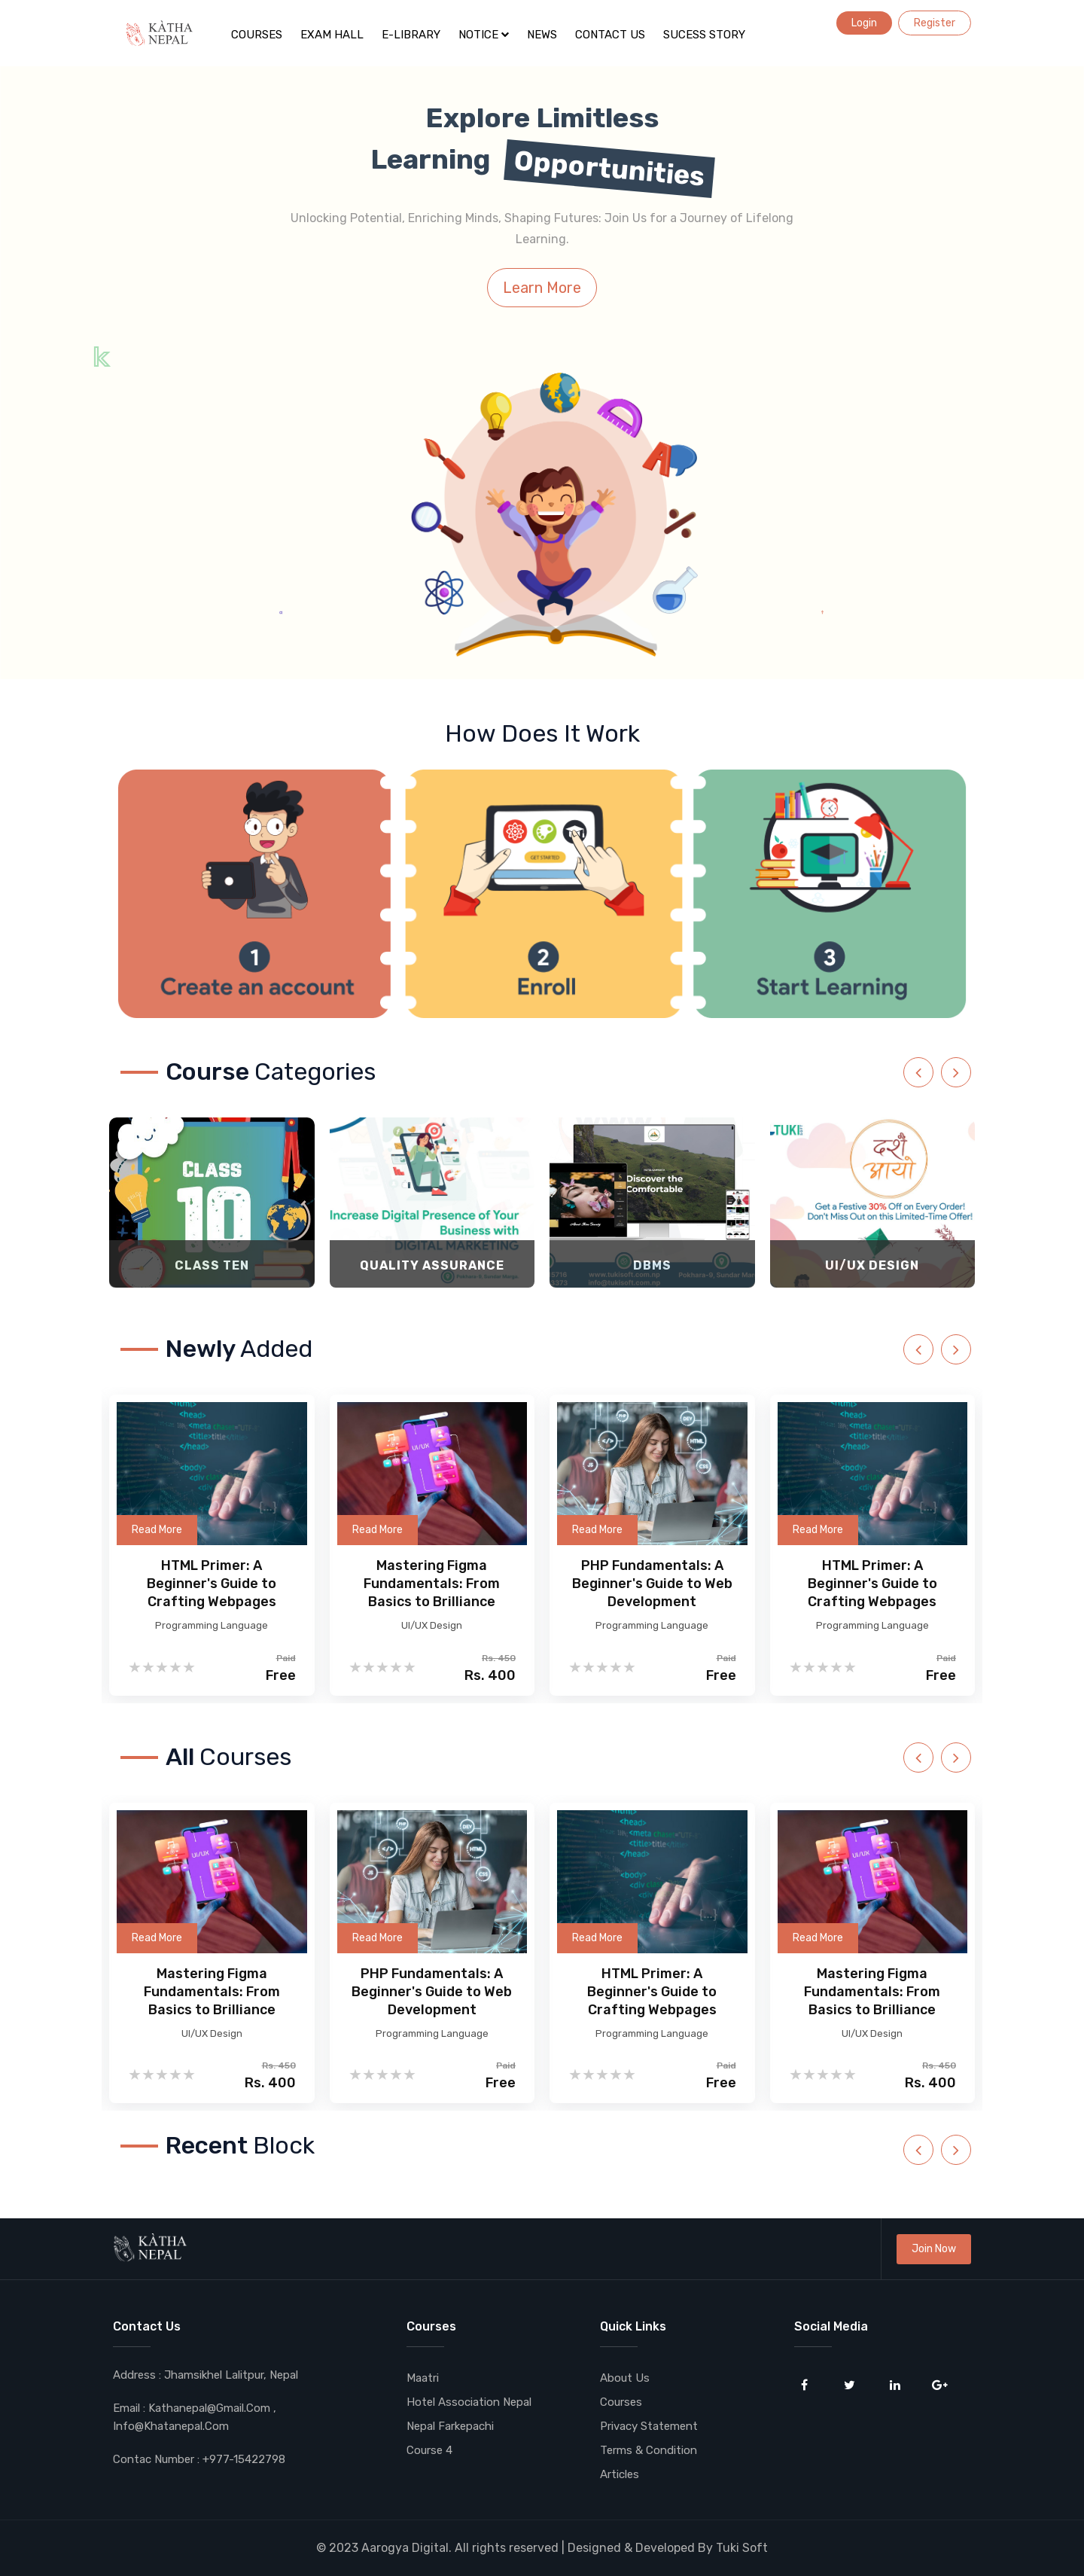 KÀTHA
NEPAL
COURSES
EXAM HALL
E-LIBRARY
NOTICE
NEWS
CONTACT US
SUCESS STORY
Login
Register
Explore Limitless
Learning Opportunities
Unlocking Potential, Enriching Minds, Shaping Futures: Join Us for a Journey of Lifelong
Learning.
Learn More
How Does It Work
GET STARTED
1
Create an account
2
Enroll
3
Start Learning
Course Categories
CLASS
10
CLASS TEN
Increase Digital Presence of Your
Business with
DIGITAL MARKETING
QUALITY ASSURANCE
Discover the
Comfortable
DBMS
TUKI
दशैं
आयो
Get a Festive 30% Off on Every Order!
Don't Miss Out on this Limited-Time Offer!
UI/UX DESIGN
Newly Added
Read More
HTML Primer: A
Beginner's Guide to
Crafting Webpages
Programming Language
Paid
Free
Read More
Mastering Figma
Fundamentals: From
Basics to Brilliance
UI/UX Design
Rs. 450
Rs. 400
Read More
PHP Fundamentals: A
Beginner's Guide to Web
Development
Programming Language
Paid
Free
Read More
HTML Primer: A
Beginner's Guide to
Crafting Webpages
Programming Language
Paid
Free
All Courses
Read More
Mastering Figma
Fundamentals: From
Basics to Brilliance
UI/UX Design
Rs. 450
Rs. 400
Read More
PHP Fundamentals: A
Beginner's Guide to Web
Development
Programming Language
Paid
Free
Read More
HTML Primer: A
Beginner's Guide to
Crafting Webpages
Programming Language
Paid
Free
Read More
Mastering Figma
Fundamentals: From
Basics to Brilliance
UI/UX Design
Rs. 450
Rs. 400
Recent Block
KÀTHA
NEPAL
Join Now
Contact Us
Address : Jhamsikhel Lalitpur, Nepal
Email : Kathanepal@Gmail.Com ,
Info@Khatanepal.Com
Contac Number : +977-15422798
Courses
Maatri
Hotel Association Nepal
Nepal Farkepachi
Course 4
Quick Links
About Us
Courses
Privacy Statement
Terms & Condition
Articles
Social Media
© 2023 Aarogya Digital. All rights reserved | Designed & Developed By Tuki Soft